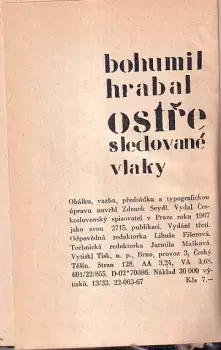 bohumil
hrabal
ostře
sledované
vlaky
Obálku, vazbu, předsádku a typografickou
úpravu navrhl Zdenek Seydl. Vydal Čes-
koslovenský spisovatel v Praze roku 1967
jako svou 2715. publikaci. Vydání třetí.
Odpovědná redaktorka Libuše Fišerová.
Technická redaktorka Jarmila Mašková.
Vytiskl Tisk, n. p., Brno, provoz 3, Český
Těšín. Stran 128. AA 3,24, VA 3,68.
601/22/855. D-02*70086. Náklad 30 000 vý-
tisků. 13/33. 22-063-67
Kčs 7,—